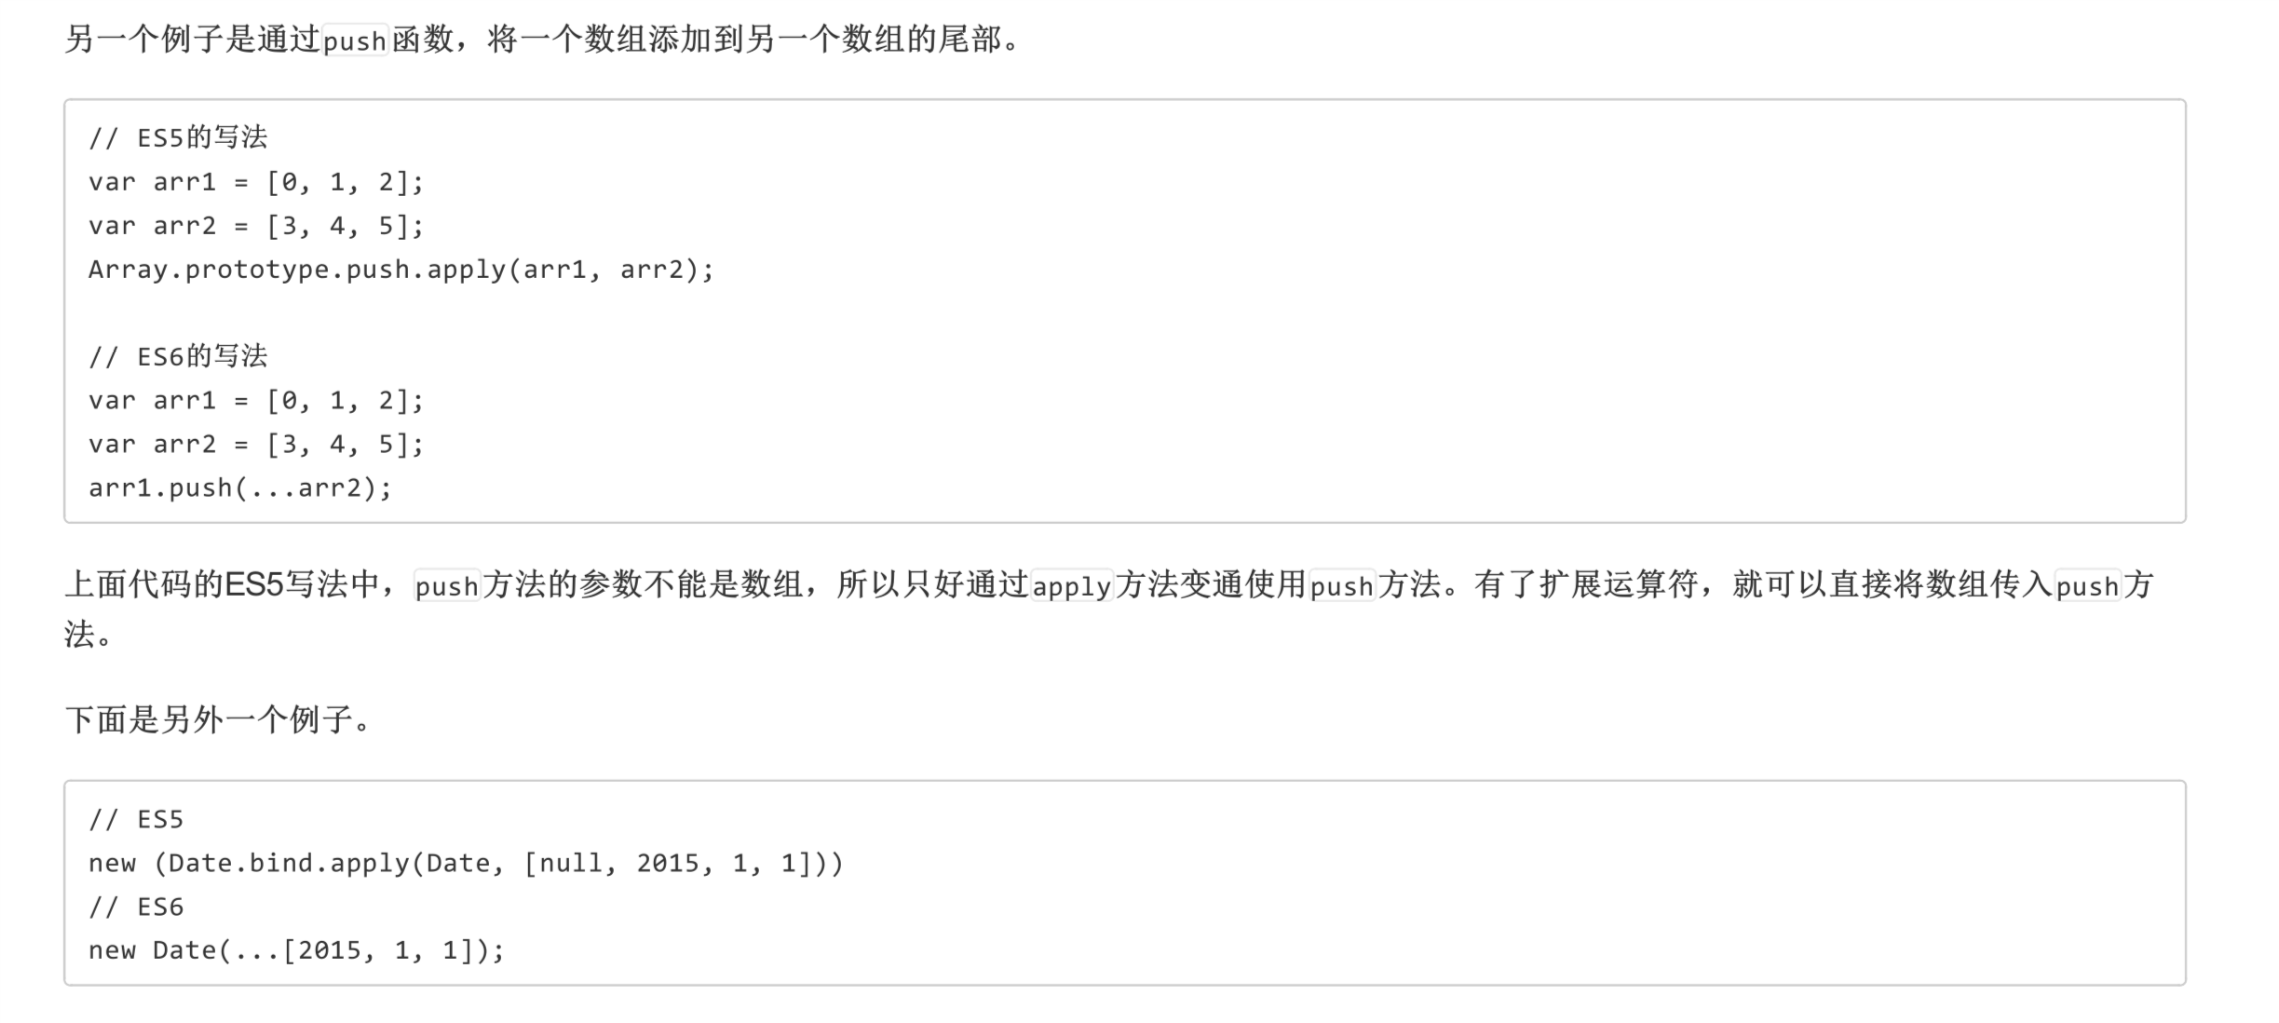 另一个例子是通过push函数，将一个数组添加到另一个数组的尾部。
// ES5的写法
var arr1 = [0, 1, 2];
var arr2 = [3, 4, 5];
Array.prototype.push.apply(arr1, arr2);
// ES6的写法
var arr1 = [0, 1, 2];
var arr2 = [3, 4, 5];
arr1.push(...arr2);
上面代码的ES5写法中，push方法的参数不能是数组，所以只好通过apply方法变通使用push方法。有了扩展运算符，就可以直接将数组传入push方
法。
下面是另外一个例子。
// ES5
new (Date.bind.apply(Date, [null, 2015, 1, 1]))
// ES6
new Date(...[2015, 1, 1]);